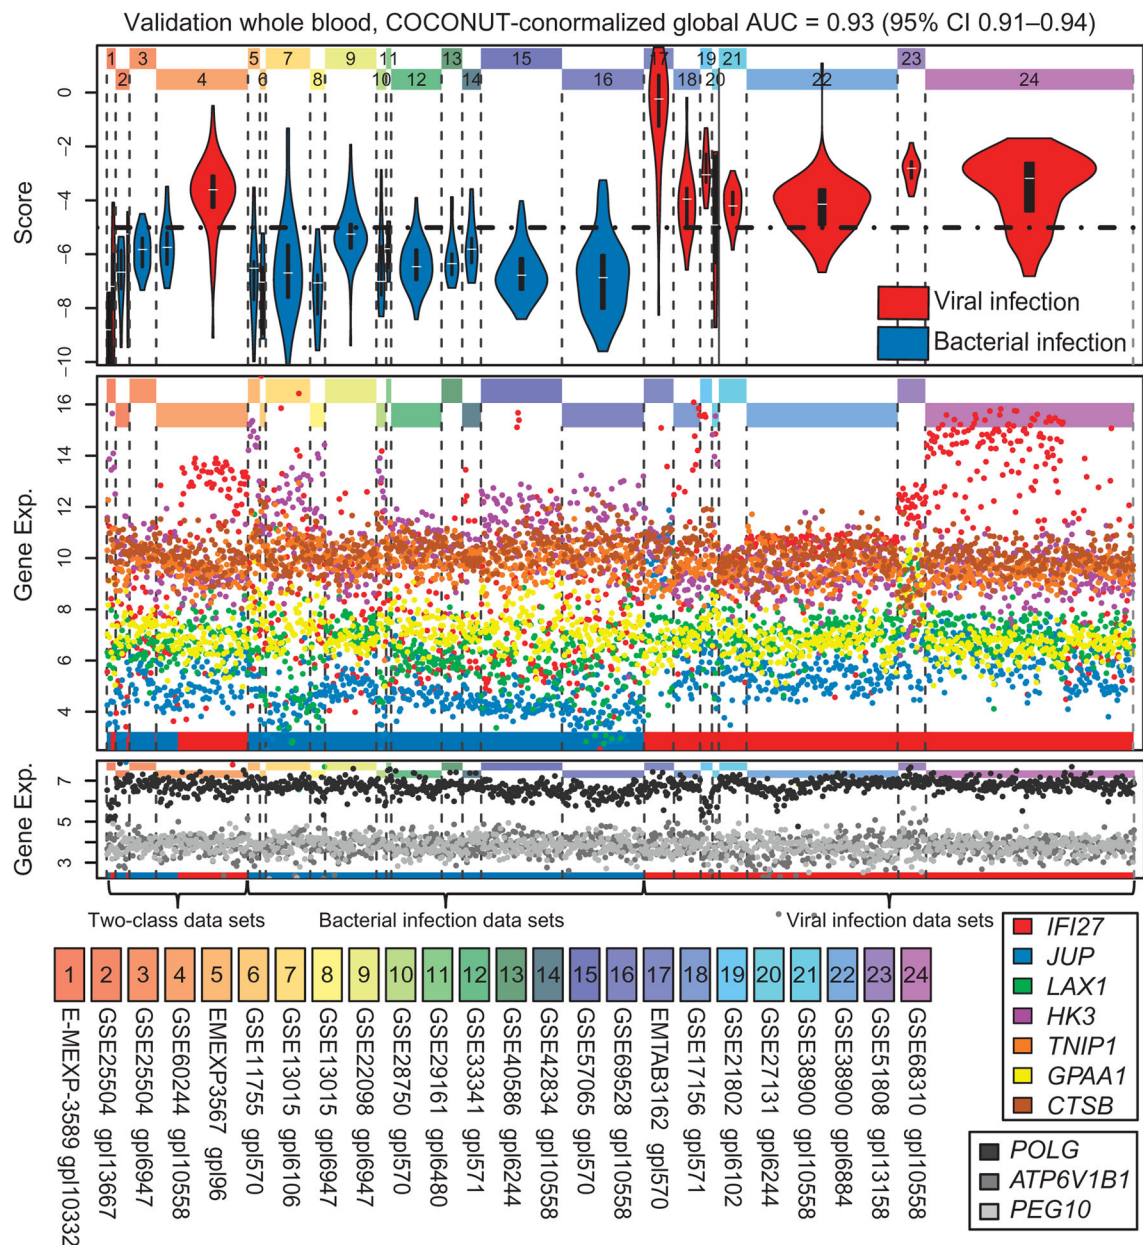 Validation whole blood, COCONUT-conormalized global AUC = 0.93 (95% CI 0.91–0.94)
1 3 5 7 9 11 13 15 17 19 21 23
2 4 6 8 10 12 14 16 18 20 22 24
Score
0
−2
−4
−6
−8
−10
Viral infection
Bacterial infection
Gene Exp.
16
14
12
10
8
6
4
Gene Exp.
7
5
3
Two-class data sets
Bacterial infection data sets
Viral infection data sets
1 2 3 4 5 6 7 8 9 10 11 12 13 14 15 16 17 18 19 20 21 22 23 24
E-MEXP-3589 gpl10332
GSE25504 gpl13667
GSE25504 gpl6947
GSE60244 gpl10558
EMEXP3567 gpl96
GSE11755 gpl570
GSE13015 gpl6106
GSE13015 gpl6947
GSE22098 gpl6947
GSE28750 gpl570
GSE29161 gpl6480
GSE33341 gpl571
GSE40586 gpl6244
GSE42834 gpl10558
GSE57065 gpl570
GSE69528 gpl10558
EMTAB3162 gpl570
GSE17156 gpl571
GSE21802 gpl6102
GSE27131 gpl6244
GSE38900 gpl10558
GSE38900 gpl6884
GSE51808 gpl13158
GSE68310 gpl10558
IFI27
JUP
LAX1
HK3
TNIP1
GPAA1
CTSB
POLG
ATP6V1B1
PEG10